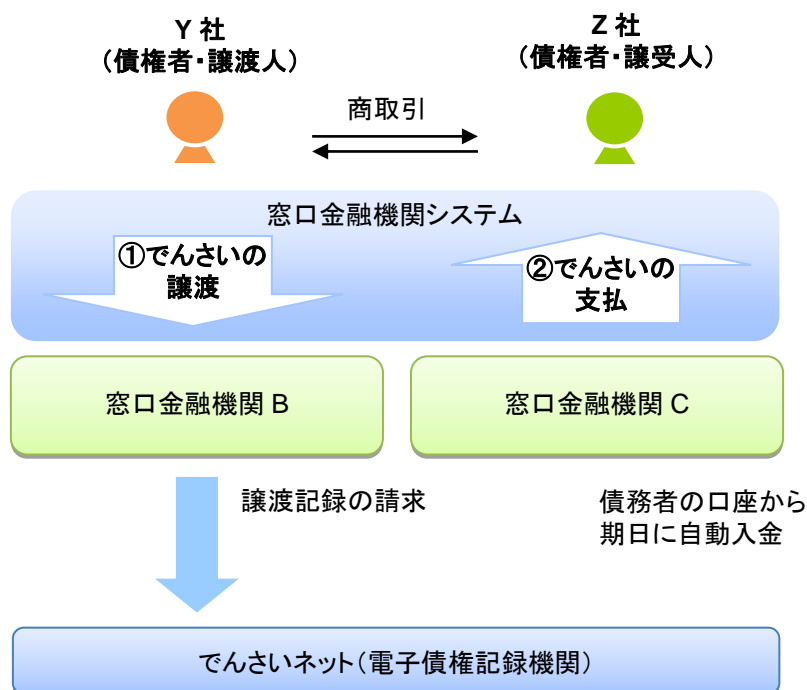 Y 社
（債権者・譲渡人）
Z 社
（債権者・譲受人）
商取引
窓口金融機関システム
①でんさいの
譲渡
②でんさいの
支払
窓口金融機関 B
窓口金融機関 C
譲渡記録の請求
債務者の口座から
期日に自動入金
でんさいネット（電子債権記録機関）